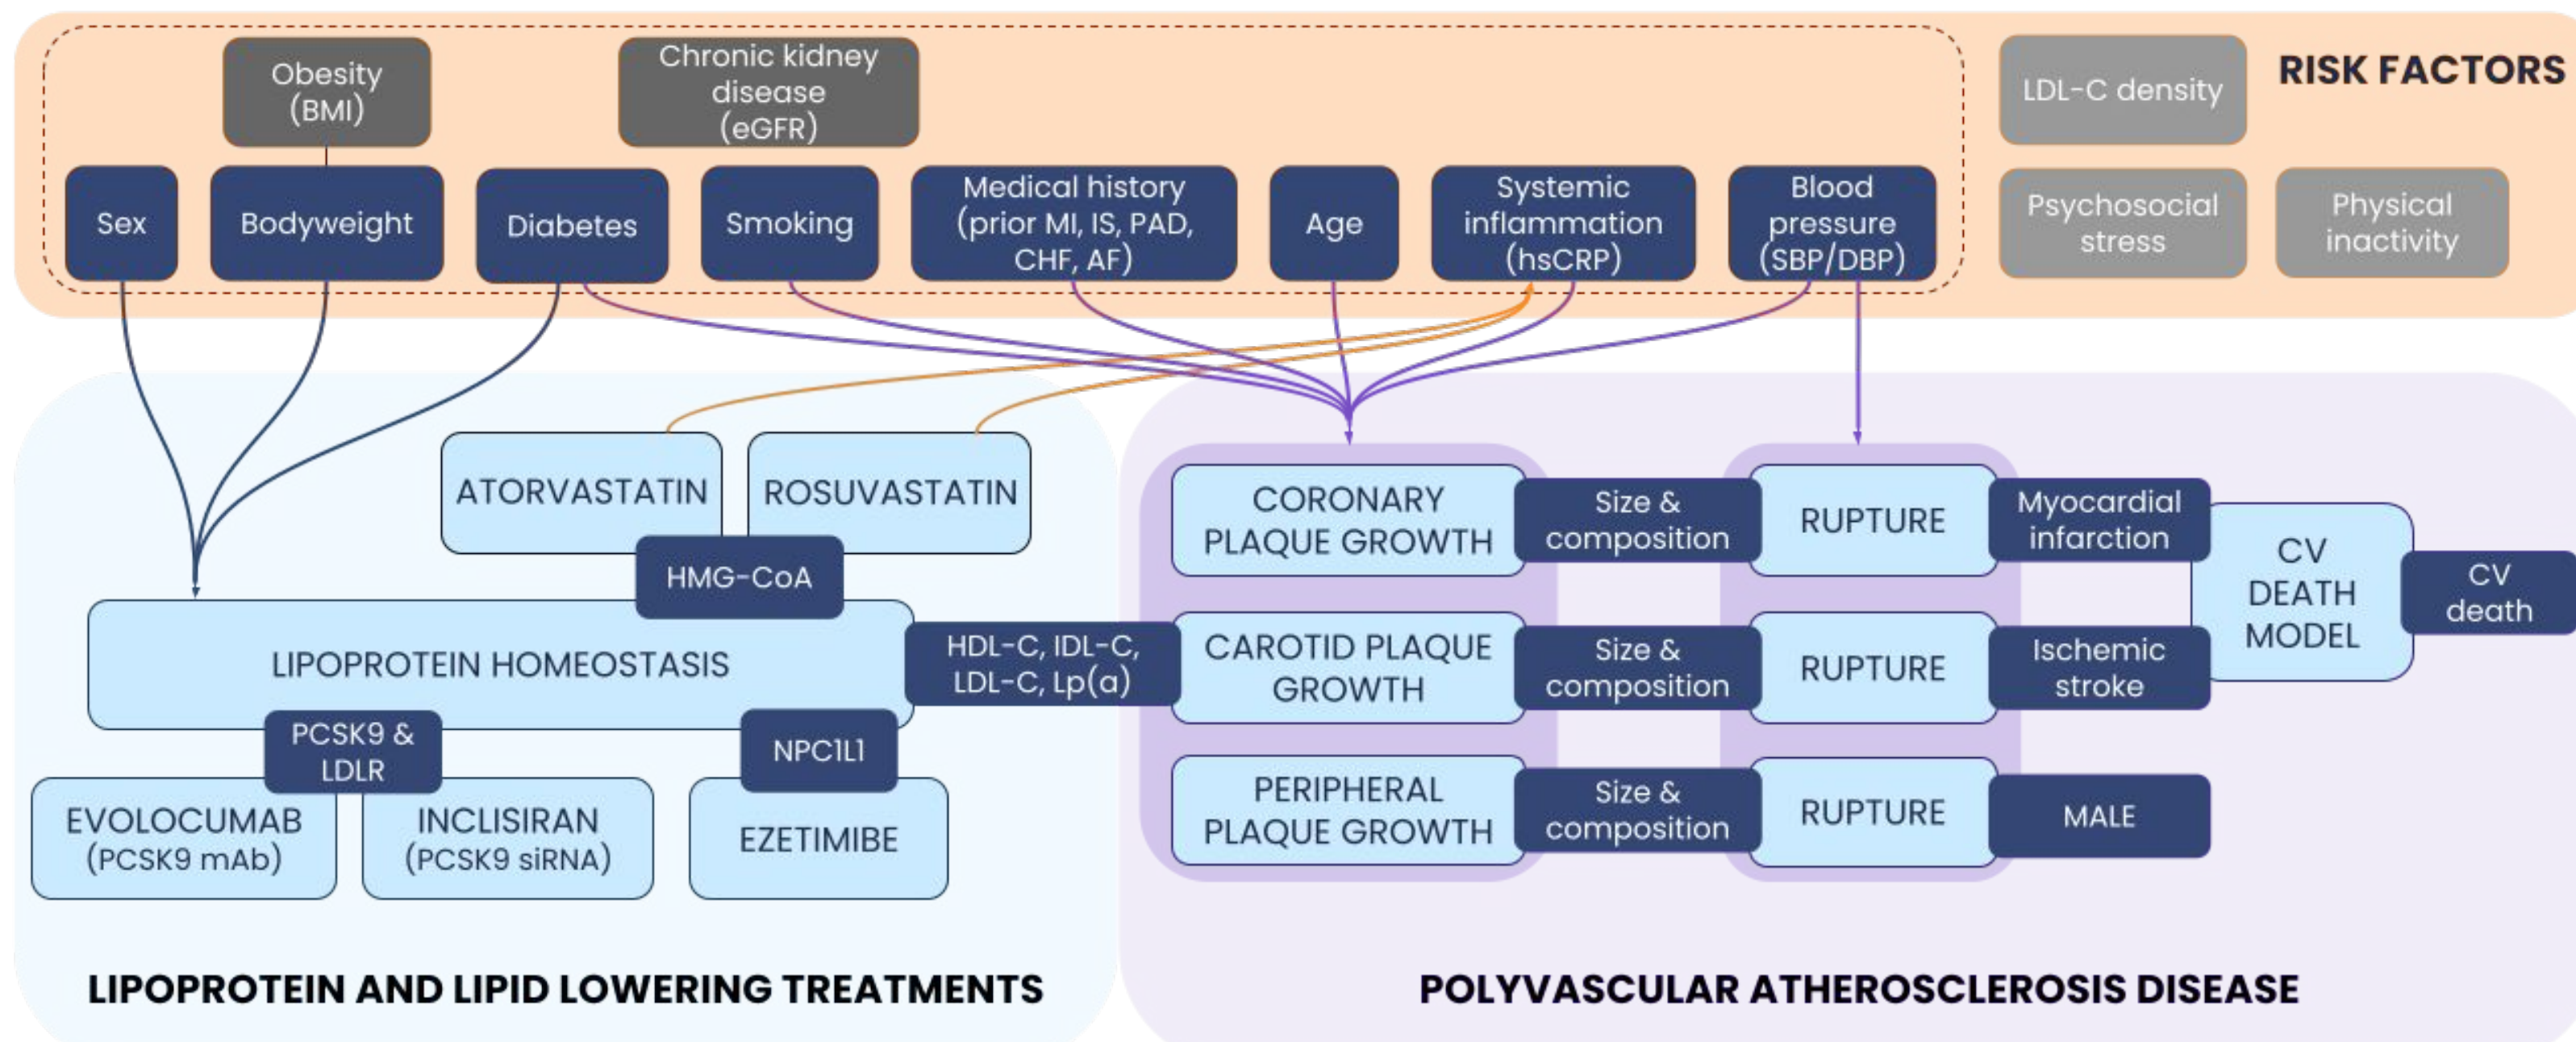 Obesity
(BMI)
Chronic kidney
disease
(eGFR)
LDL-C density
RISK FACTORS
Sex
Bodyweight
Diabetes
Smoking
Medical history
(prior MI, IS, PAD,
CHF, AF)
Age
Systemic
inflammation
(hsCRP)
Blood
pressure
(SBP/DBP)
Psychosocial
stress
Physical
inactivity
ATORVASTATIN
ROSUVASTATIN
HMG-CoA
LIPOPROTEIN HOMEOSTASIS
HDL-C, IDL-C,
LDL-C, Lp(a)
PCSK9 &
LDLR
NPC1L1
EVOLOCUMAB
(PCSK9 mAb)
INCLISIRAN
(PCSK9 siRNA)
EZETIMIBE
LIPOPROTEIN AND LIPID LOWERING TREATMENTS
CORONARY
PLAQUE GROWTH
Size &
composition
RUPTURE
Myocardial
infarction
CAROTID PLAQUE
GROWTH
Size &
composition
RUPTURE
Ischemic
stroke
CV
DEATH
MODEL
CV
death
PERIPHERAL
PLAQUE GROWTH
Size &
composition
RUPTURE
MALE
POLYVASCULAR ATHEROSCLEROSIS DISEASE